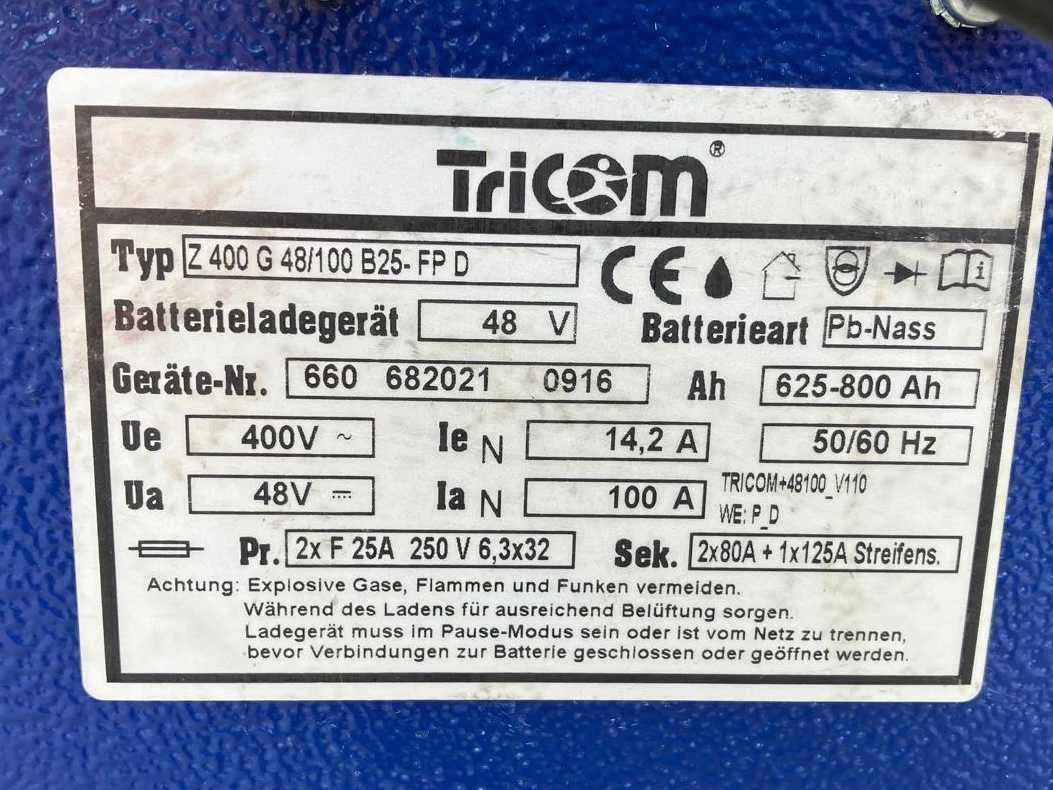 TriCOM®
Typ Z 400 G 48/100 B25- FP D CE
Batterieladegerät 48 V Batterieart Pb-Nass
Geräte-Nr. 660 682021 0916 Ah 625-800 Ah
Ue 400V ~ Ie N 14,2 A 50/60 Hz
Ua 48V Ia N 100 A TRICOM+48100_V110
WE: P_D
Pr. 2x F 25A 250 V 6,3x32 Sek. 2x80A + 1x125A Streifens.
Achtung: Explosive Gase, Flammen und Funken vermeiden.
Während des Ladens für ausreichend Belüftung sorgen.
Ladegerät muss im Pause-Modus sein oder ist vom Netz zu trennen,
bevor Verbindungen zur Batterie geschlossen oder geöffnet werden.